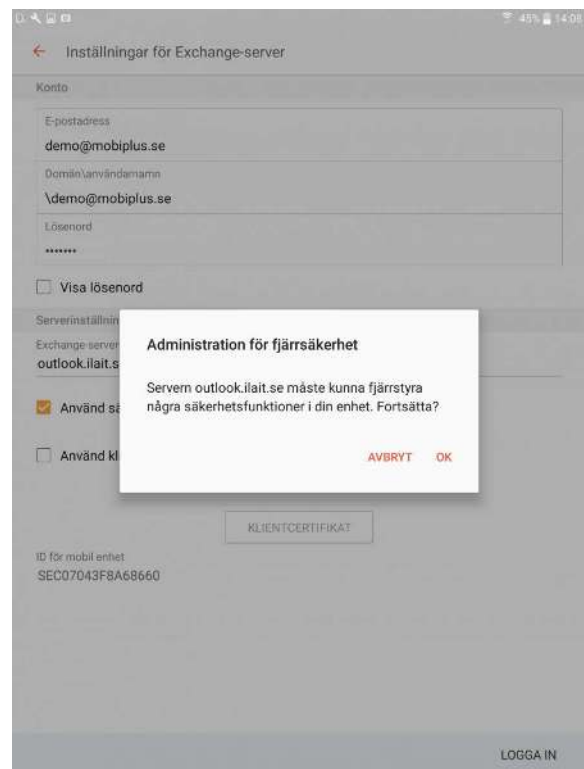 45% 14:08
Inställningar för Exchange-server
Konto
E-postadress
demo@mobiplus.se
Domän\användarnamn
\demo@mobiplus.se
Lösenord
•••••••
Visa lösenord
Serverinställnin
Exchange-server
outlook.ilait.s
Använd sä
Använd kl
Administration för fjärrsäkerhet
Servern outlook.ilait.se måste kunna fjärrstyra
några säkerhetsfunktioner i din enhet. Fortsätta?
AVBRYT OK
KLIENTCERTIFIKAT
ID för mobil enhet
SEC07043F8A68660
LOGGA IN